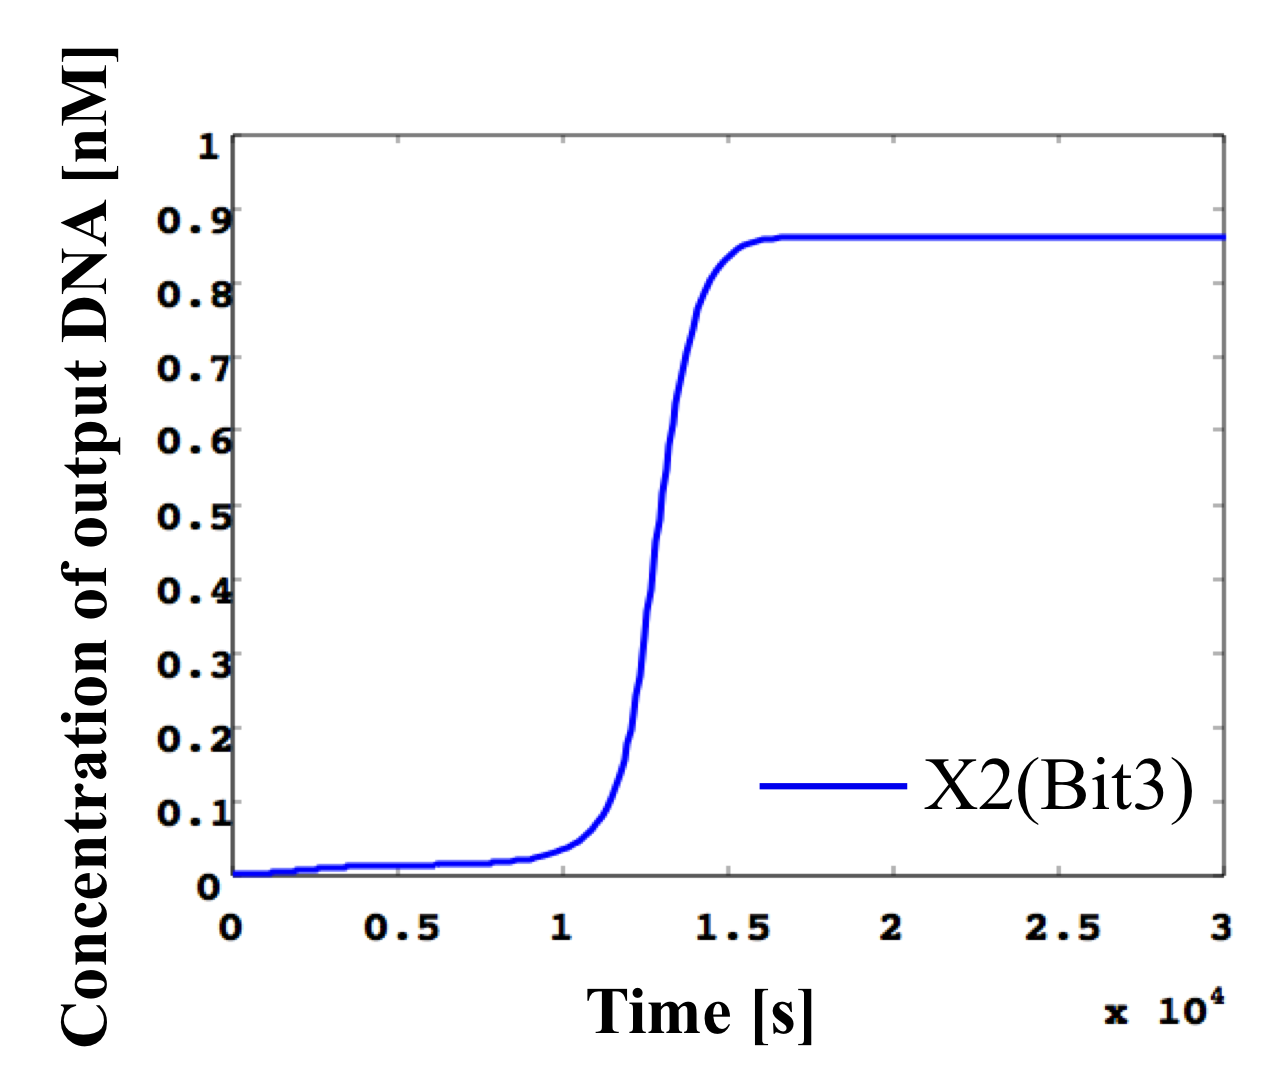 Concentration of output DNA [nM]
1
0.9
0.8
0.7
0.6
0.5
0.4
0.3
0.2
0.1
0
X2(Bit3)
0 0.5 1 1.5 2 2.5 3
Time [s]
x 10⁴